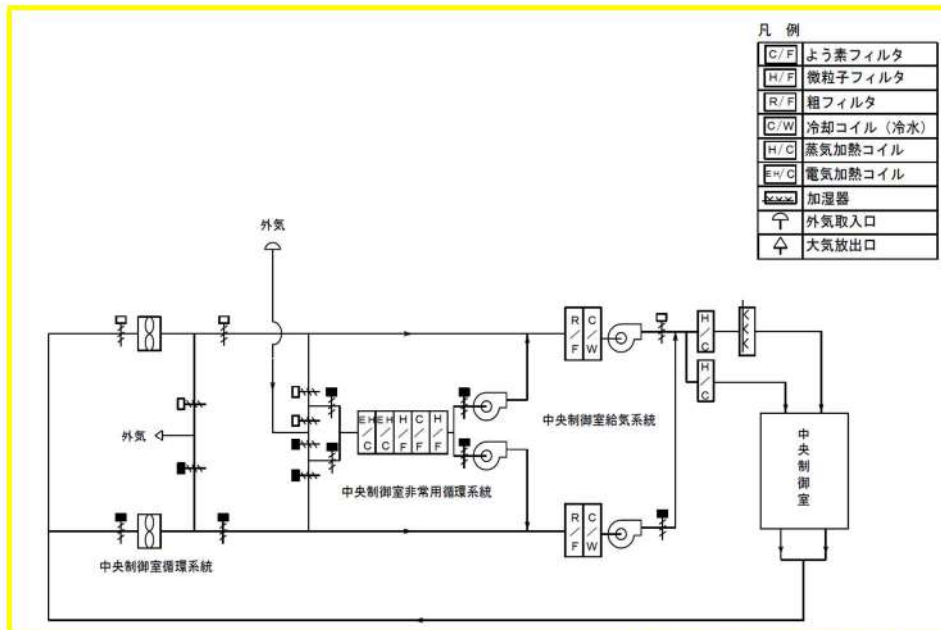 凡 例
C/F よう素フィルタ
H/F 微粒子フィルタ
R/F 粗フィルタ
C/W 冷却コイル（冷水）
H/C 蒸気加熱コイル
EH/C 電気加熱コイル
加湿器
外気取入口
大気放出口
外気
R/F
C/W
H/C
H/C
EH/C
EH/C
H/F
C/F
H/F
中央制御室給気系統
外気
中央制御室非常用循環系統
中央制御室
R/F
C/W
中央制御室循環系統